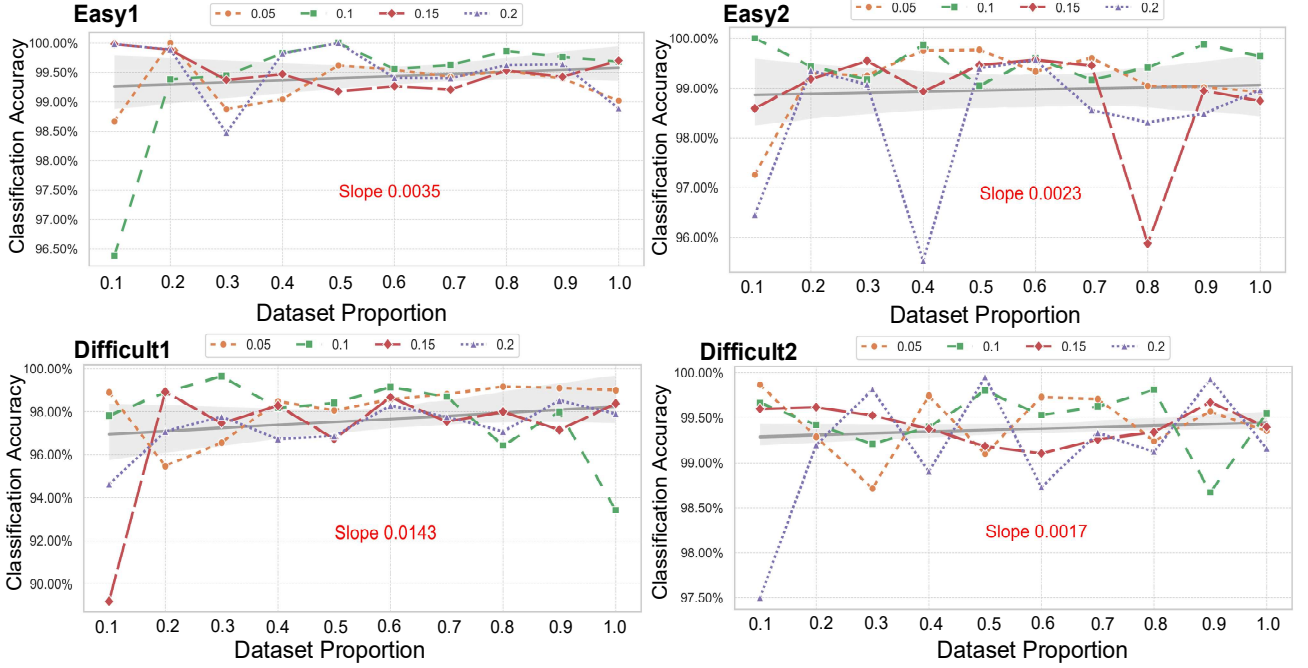 Easy1
0.05 0.1 0.15 0.2
Classification Accuracy
100.00%
99.50%
99.00%
98.50%
98.00%
97.50%
97.00%
96.50%
Slope 0.0035
0.1 0.2 0.3 0.4 0.5 0.6 0.7 0.8 0.9 1.0
Dataset Proportion
Easy2
0.05 0.1 0.15 0.2
Classification Accuracy
100.00%
99.00%
98.00%
97.00%
96.00%
Slope 0.0023
0.1 0.2 0.3 0.4 0.5 0.6 0.7 0.8 0.9 1.0
Dataset Proportion
Difficult1
0.05 0.1 0.15 0.2
Classification Accuracy
100.00%
98.00%
96.00%
94.00%
92.00%
90.00%
Slope 0.0143
0.1 0.2 0.3 0.4 0.5 0.6 0.7 0.8 0.9 1.0
Dataset Proportion
Difficult2
0.05 0.1 0.15 0.2
Classification Accuracy
100.00%
99.50%
99.00%
98.50%
98.00%
97.50%
Slope 0.0017
0.1 0.2 0.3 0.4 0.5 0.6 0.7 0.8 0.9 1.0
Dataset Proportion